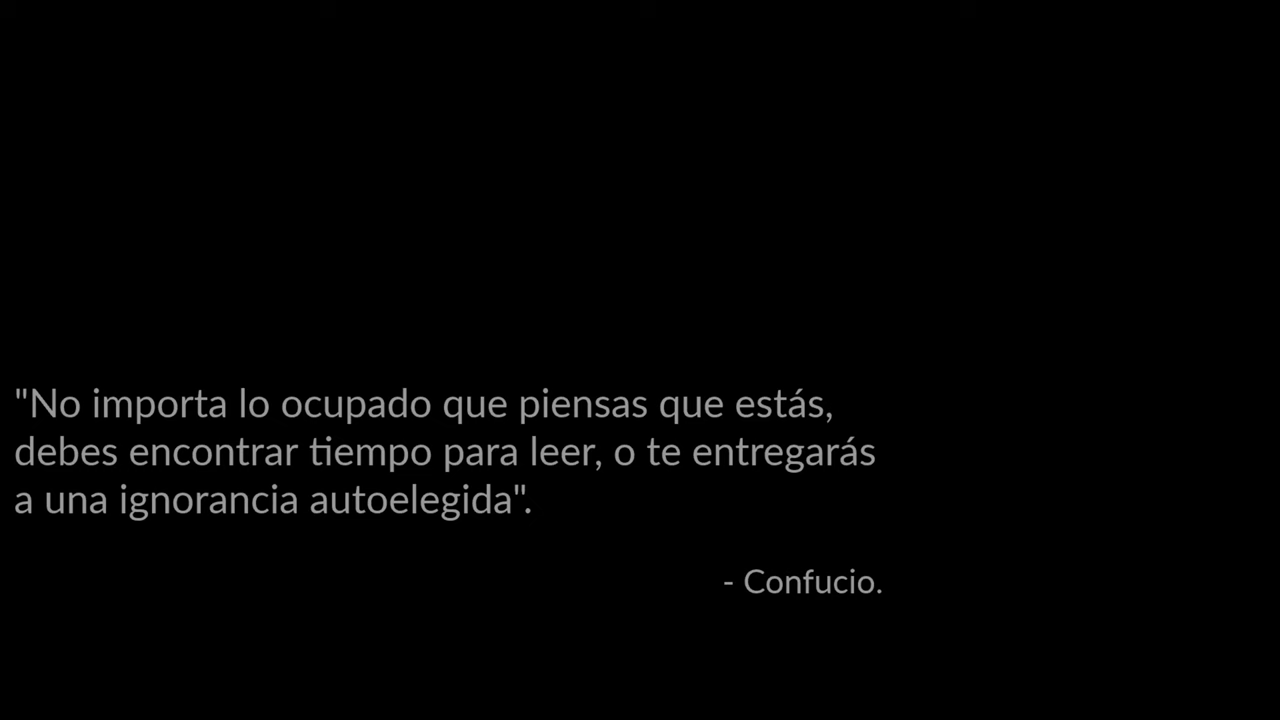 "No importa lo ocupado que piensas que estás,
debes encontrar tiempo para leer, o te entregarás
a una ignorancia autoelegida".
- Confucio.